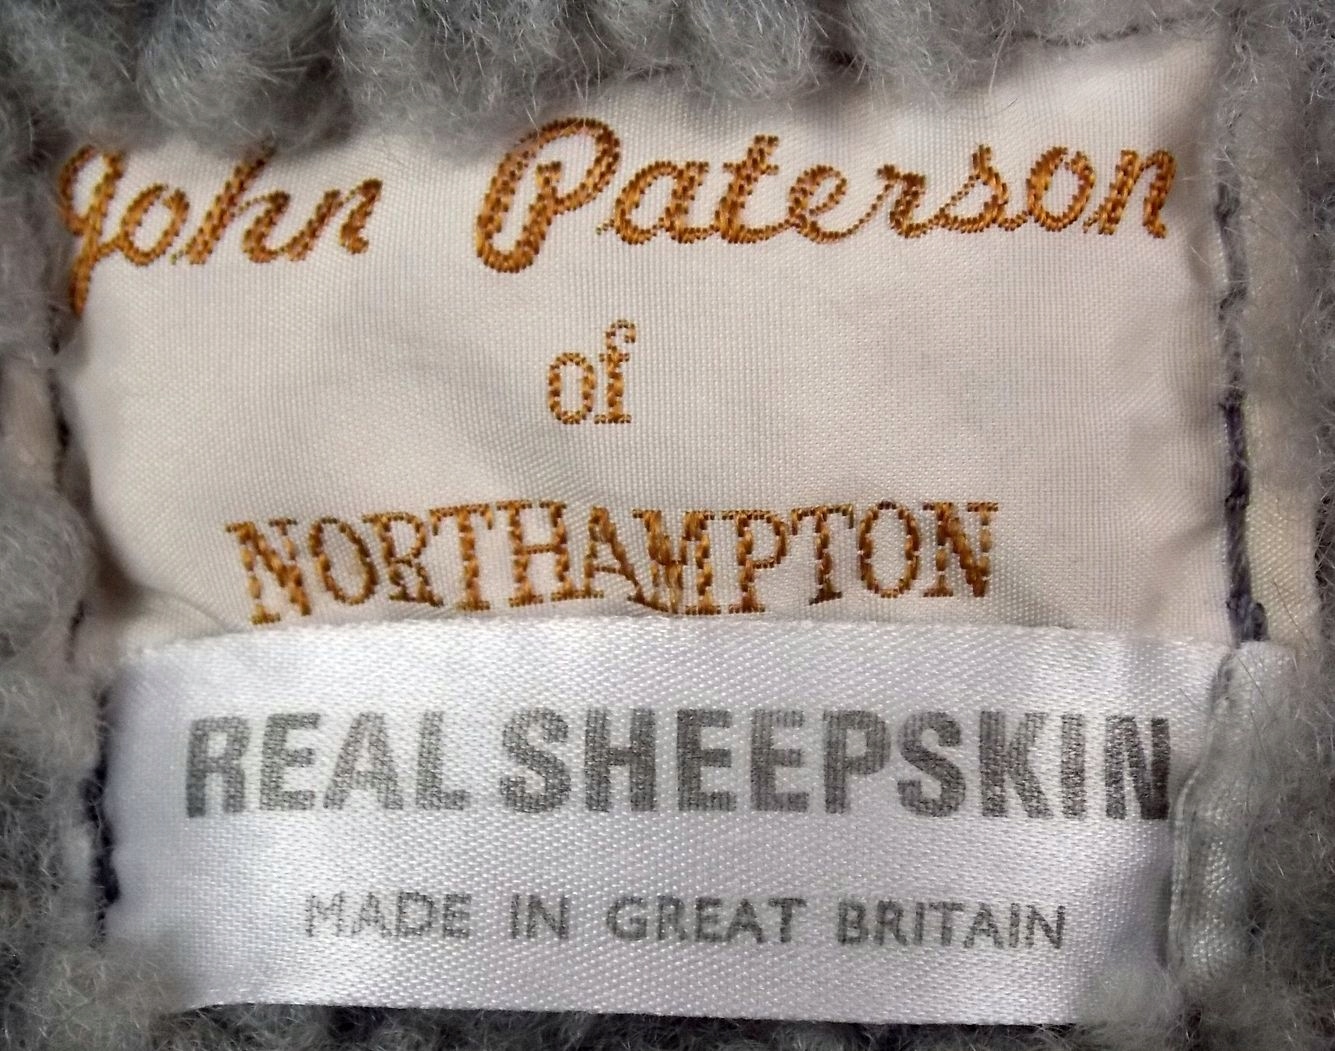 John Paterson
of
NORTHAMPTON
REAL SHEEPSKIN
MADE IN GREAT BRITAIN